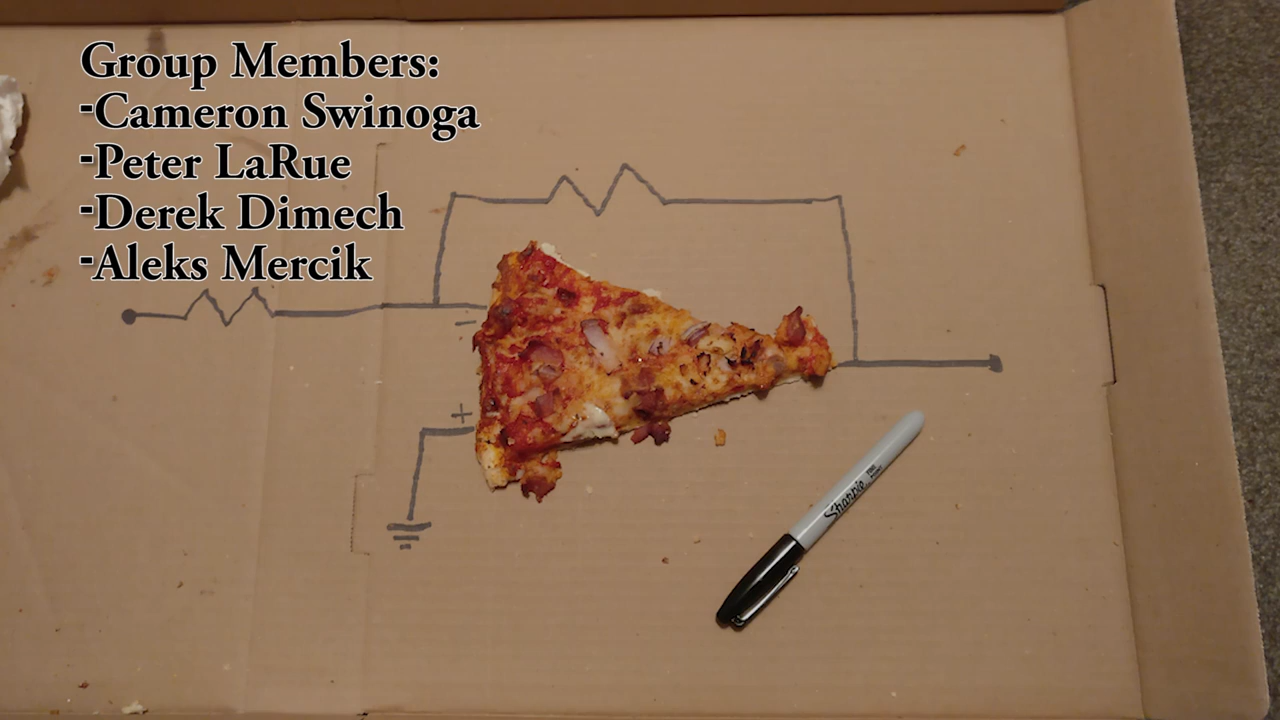 Group Members:
-Cameron Swinoga
-Peter LaRue
-Derek Dimech
-Aleks Mercik
-
+
Sharpie